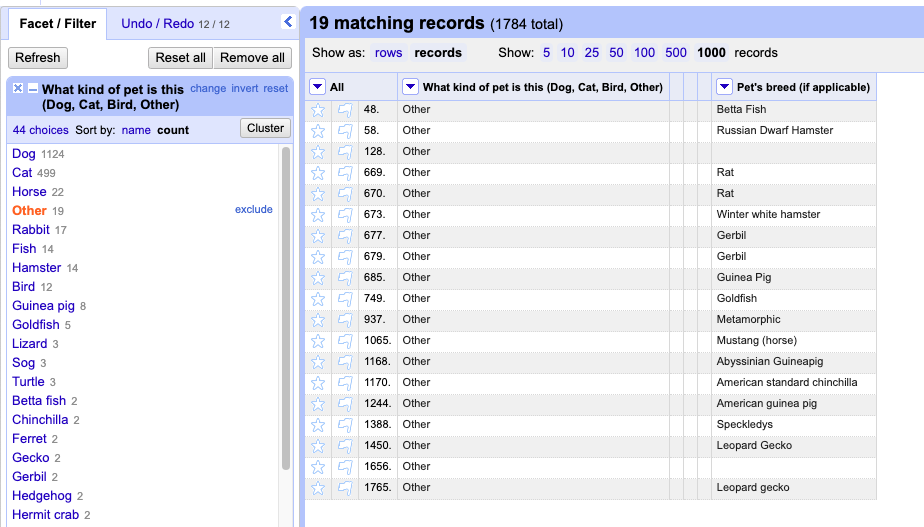 Facet / Filter Undo / Redo 12 / 12
Refresh Reset all Remove all
What kind of pet is this (Dog, Cat, Bird, Other) change invert reset
44 choices Sort by: name count Cluster
Dog 1124
Cat 499
Horse 22
Other 19 exclude
Rabbit 17
Fish 14
Hamster 14
Bird 12
Guinea pig 8
Goldfish 5
Lizard 3
Sog 3
Turtle 3
Betta fish 2
Chinchilla 2
Ferret 2
Gecko 2
Gerbil 2
Hedgehog 2
Hermit crab 2
19 matching records (1784 total)
Show as: rows records Show: 5 10 25 50 100 500 1000 records
All What kind of pet is this (Dog, Cat, Bird, Other) Pet's breed (if applicable)
48. Other Betta Fish
58. Other Russian Dwarf Hamster
128. Other
669. Other Rat
670. Other Rat
673. Other Winter white hamster
677. Other Gerbil
679. Other Gerbil
685. Other Guinea Pig
749. Other Goldfish
937. Other Metamorphic
1065. Other Mustang (horse)
1168. Other Abyssinian Guineapig
1170. Other American standard chinchilla
1244. Other American guinea pig
1388. Other Speckledys
1450. Other Leopard Gecko
1656. Other
1765. Other Leopard gecko